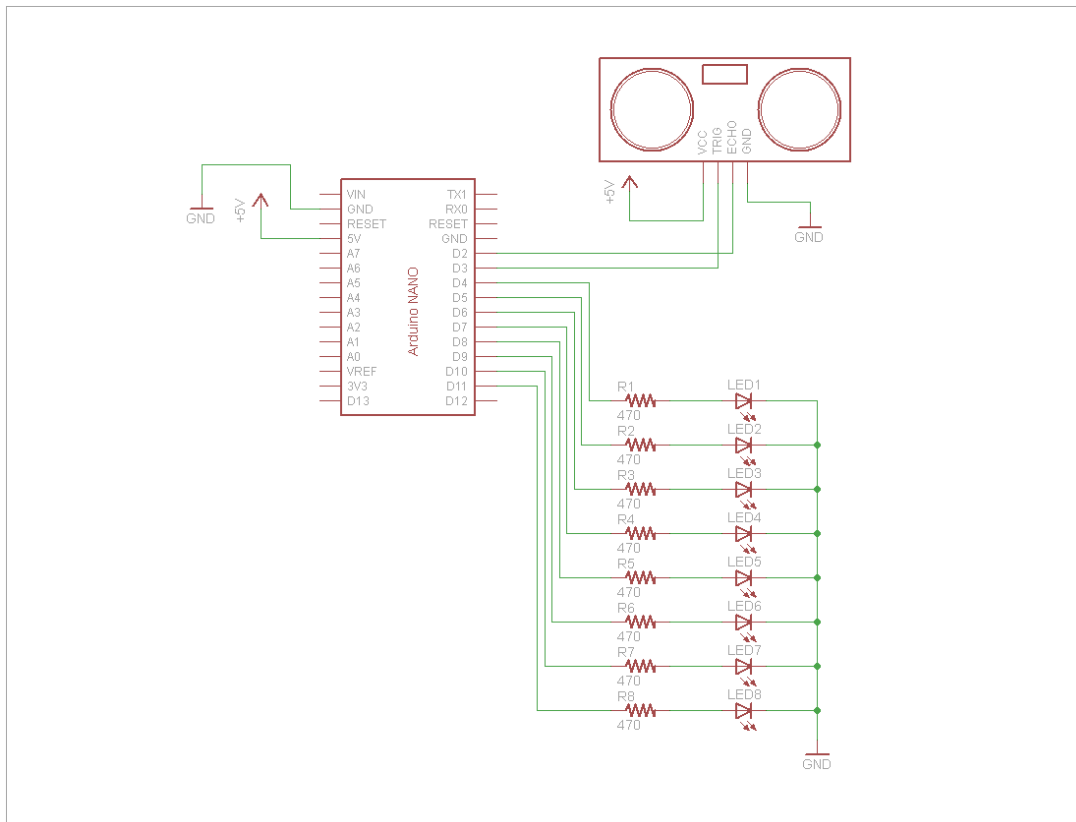 VCC
TRIG
ECHO
GND
+5V
GND
GND
+5V
VIN
GND
RESET
5V
A7
A6
A5
A4
A3
A2
A1
A0
VREF
3V3
D13
Arduino NANO
TX1
RX0
RESET
GND
D2
D3
D4
D5
D6
D7
D8
D9
D10
D11
D12
R1
470
LED1
R2
470
LED2
R3
470
LED3
R4
470
LED4
R5
470
LED5
R6
470
LED6
R7
470
LED7
R8
470
LED8
GND